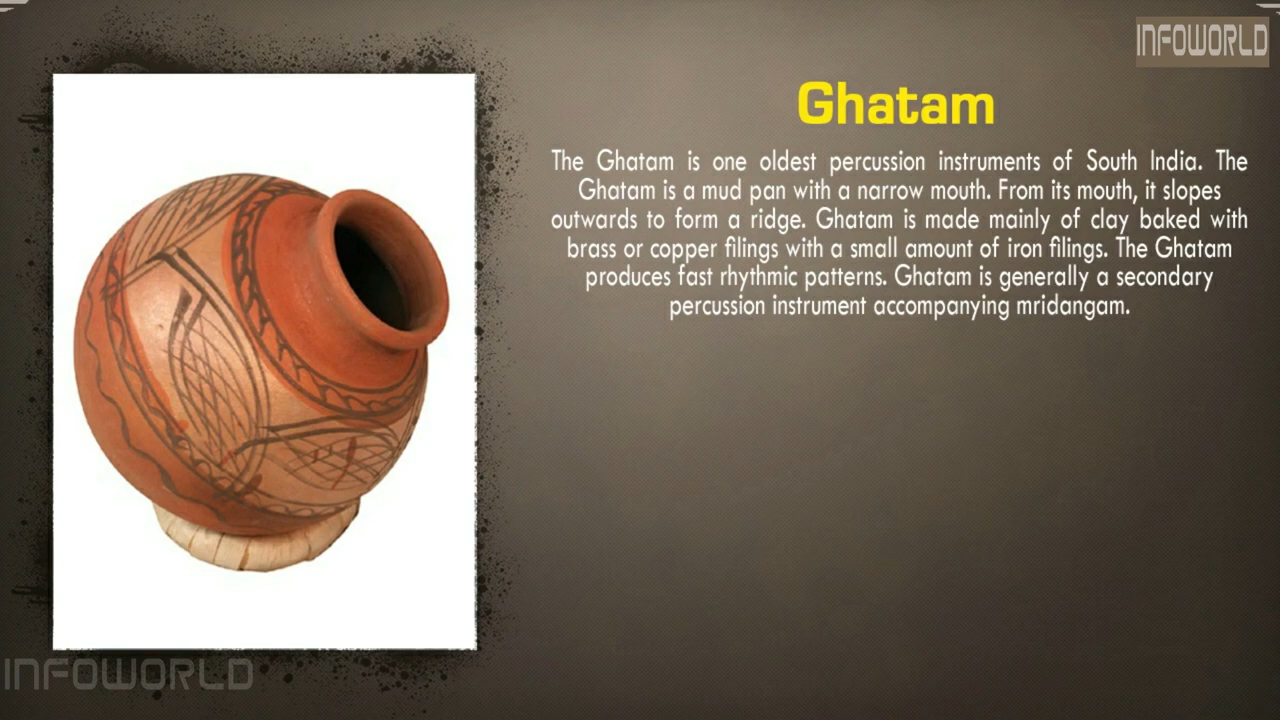 INFOWORLD
Ghatam
The Ghatam is one oldest percussion instruments of South India. The
Ghatam is a mud pan with a narrow mouth. From its mouth, it slopes
outwards to form a ridge. Ghatam is made mainly of clay baked with
brass or copper filings with a small amount of iron filings. The Ghatam
produces fast rhythmic patterns. Ghatam is generally a secondary
percussion instrument accompanying mridangam.
INFOWORLD